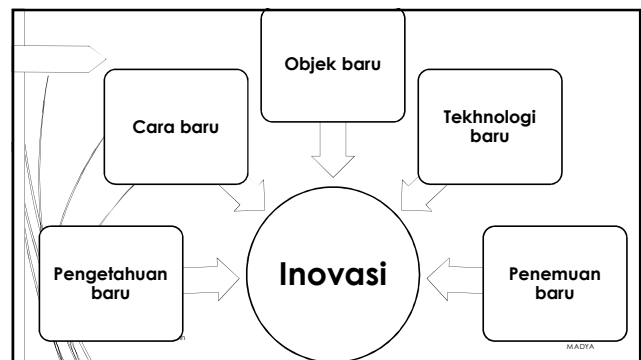 Objek baru
Cara baru
Tekhnologi
baru
Pengetahuan
baru
Inovasi
Penemuan
baru
MADYA